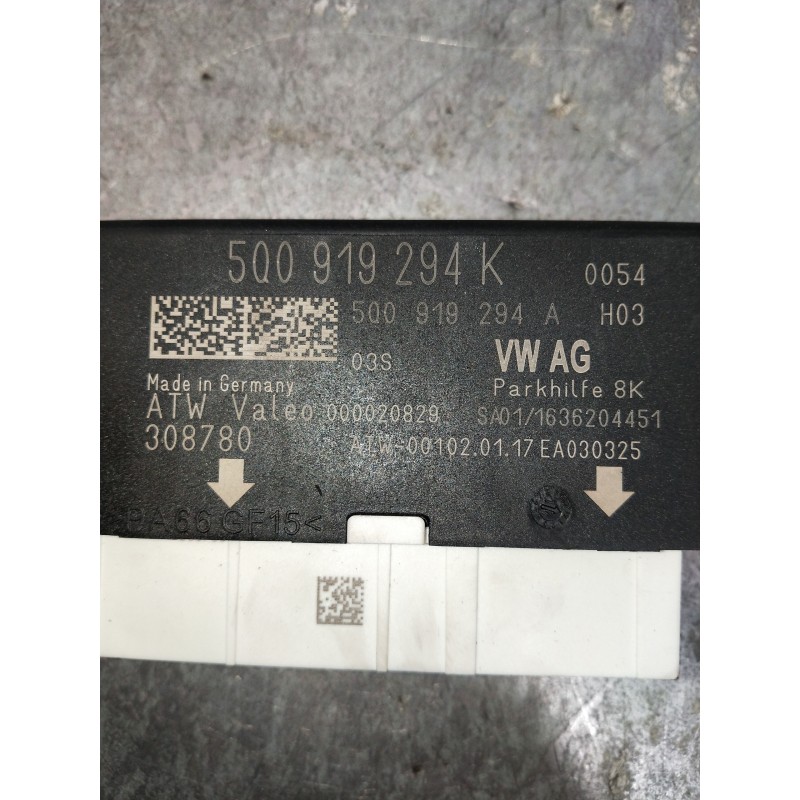 5Q0 919 294 K 0054
5Q0 919 294 A H03
03S VW AG
Made in Germany Parkhilfe 8K
ATW Valeo 000020829 SA01/1636204451
308780 ATW-00102.01.17 EA030325
PA66 GF15<